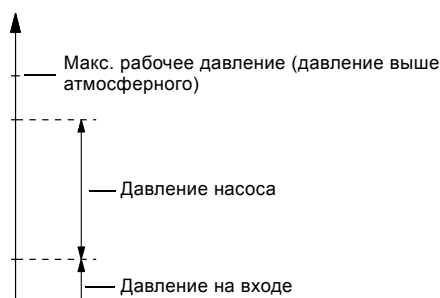 Макс. рабочее давление (давление выше
атмосферного)
Давление насоса
Давление на входе